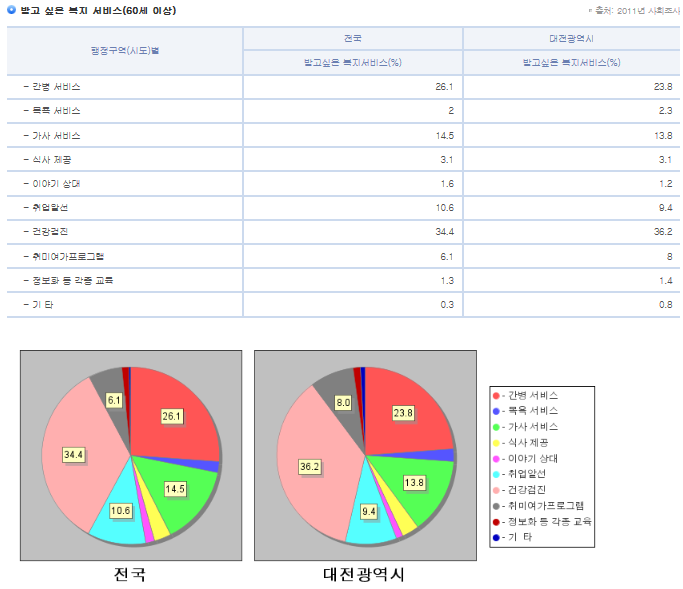 받고 싶은 복지 서비스(60세 이상)
출처: 2011년 사회조사
행정구역(시도)별 전국 대전광역시
받고싶은 복지서비스(%) 받고싶은 복지서비스(%)
- 간병 서비스 26.1 23.8
- 목욕 서비스 2 2.3
- 가사 서비스 14.5 13.8
- 식사 제공 3.1 3.1
- 이야기 상대 1.6 1.2
- 취업알선 10.6 9.4
- 건강검진 34.4 36.2
- 취미여가프로그램 6.1 8
- 정보화 등 각종 교육 1.3 1.4
- 기 타 0.3 0.8
6.1
26.1
34.4
14.5
10.6
전국
8.0
23.8
36.2
13.8
9.4
대전광역시
- 간병 서비스
- 목욕 서비스
- 가사 서비스
- 식사 제공
- 이야기 상대
- 취업알선
- 건강검진
- 취미여가프로그램
- 정보화 등 각종 교육
- 기 타